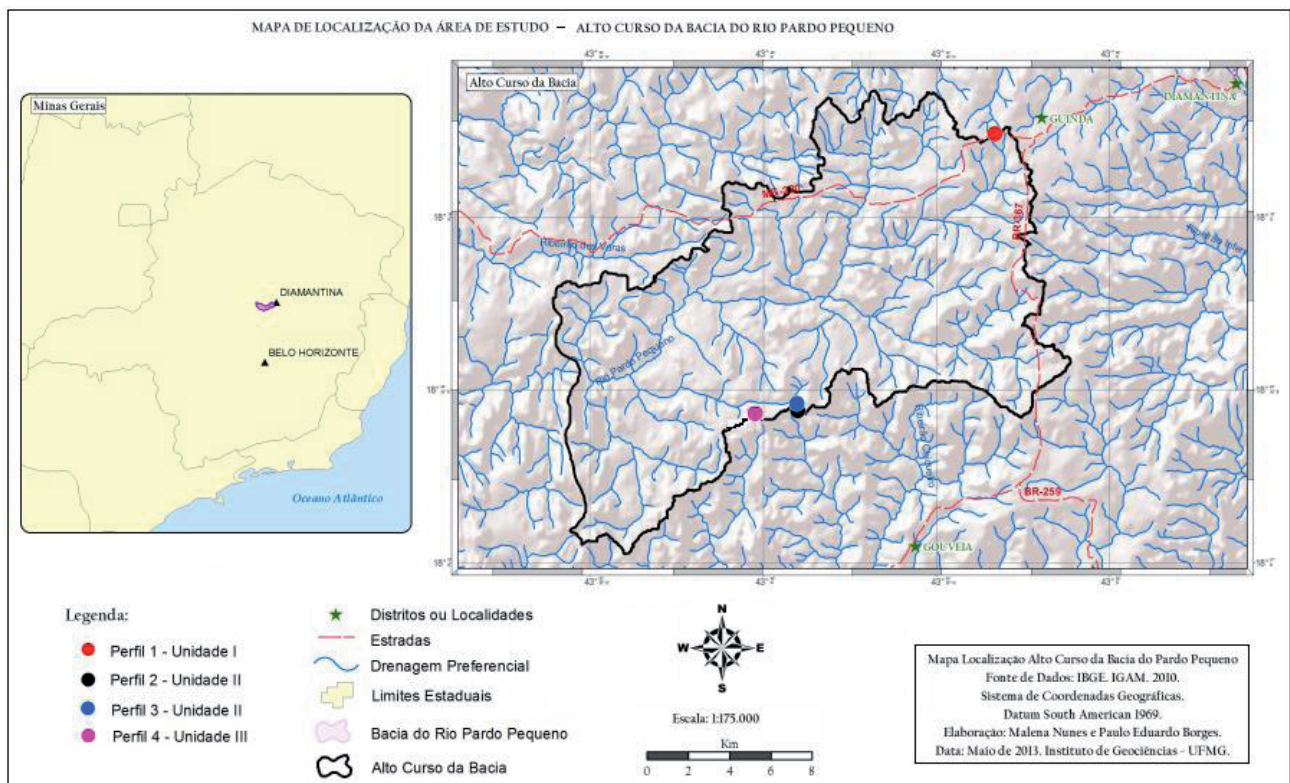 MAPA DE LOCALIZAÇÃO DA ÁREA DE ESTUDO – ALTO CURSO DA BACIA DO RIO PARDO PEQUENO
Minas Gerais
DIAMANTINA
BELO HORIZONTE
Oceano Atlântico
Alto Curso da Bacia
DIAMANTINA
GUINDA
BR-367
Ribeirão das Varas
Rio Pardo Pequeno
BR-259
GOUVEIA
Legenda:
Perfil 1 - Unidade I
Perfil 2 - Unidade II
Perfil 3 - Unidade II
Perfil 4 - Unidade III
Distritos ou Localidades
Estradas
Drenagem Preferencial
Limites Estaduais
Bacia do Rio Pardo Pequeno
Alto Curso da Bacia
N
W E
S
Escala: 1:175.000
Km
0 2 4 6 8
Mapa Localização Alto Curso da Bacia do Pardo Pequeno
Fonte de Dados: IBGE. IGAM. 2010.
Sistema de Coordenadas Geográficas.
Datum South American 1969.
Elaboração: Malena Nunes e Paulo Eduardo Borges.
Data: Maio de 2013. Instituto de Geociências - UFMG.